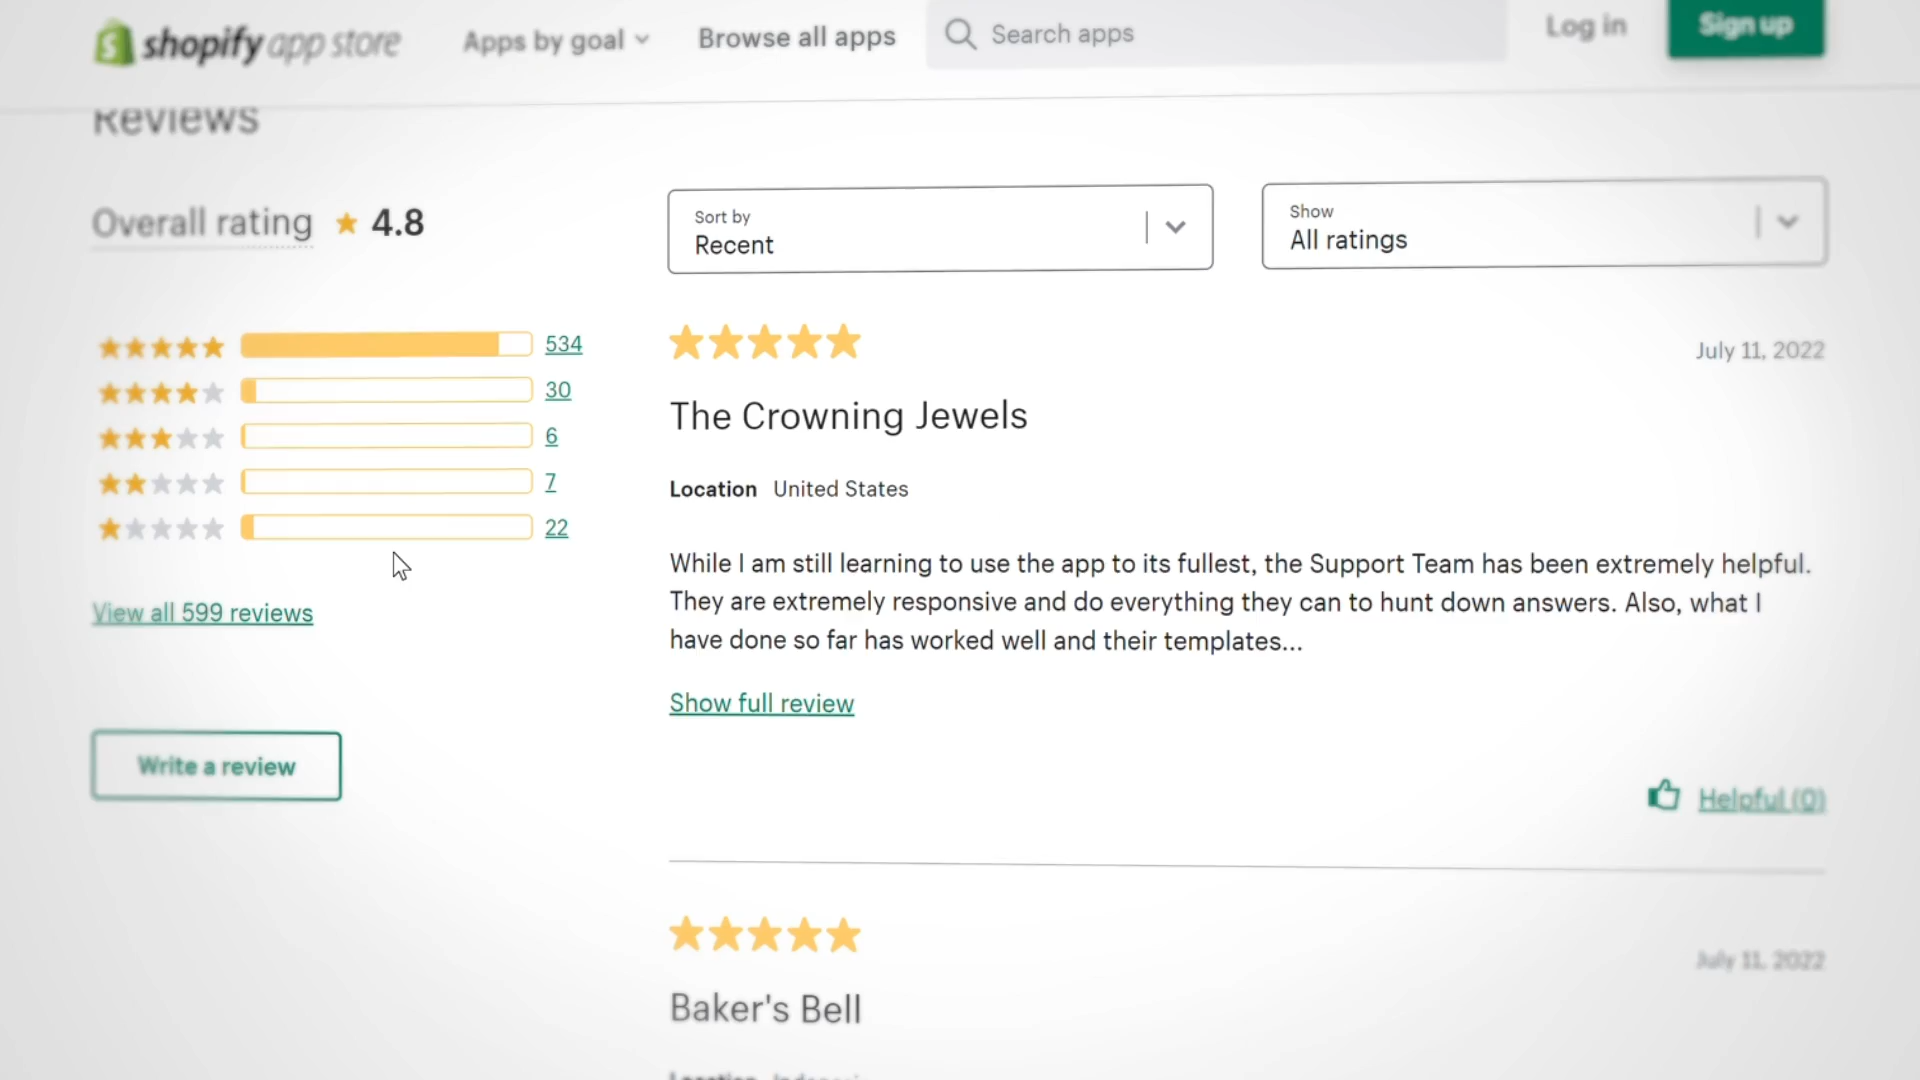 shopify app store
Apps by goal
Browse all apps
Search apps
Log in
Sign up
Reviews
Overall rating 4.8
Sort by
Recent
Show
All ratings
534
30
6
7
22
View all 599 reviews
Write a review
July 11, 2022
The Crowning Jewels
Location United States
While I am still learning to use the app to its fullest, the Support Team has been extremely helpful.
They are extremely responsive and do everything they can to hunt down answers. Also, what I
have done so far has worked well and their templates...
Show full review
Helpful (0)
July 11, 2022
Baker's Bell